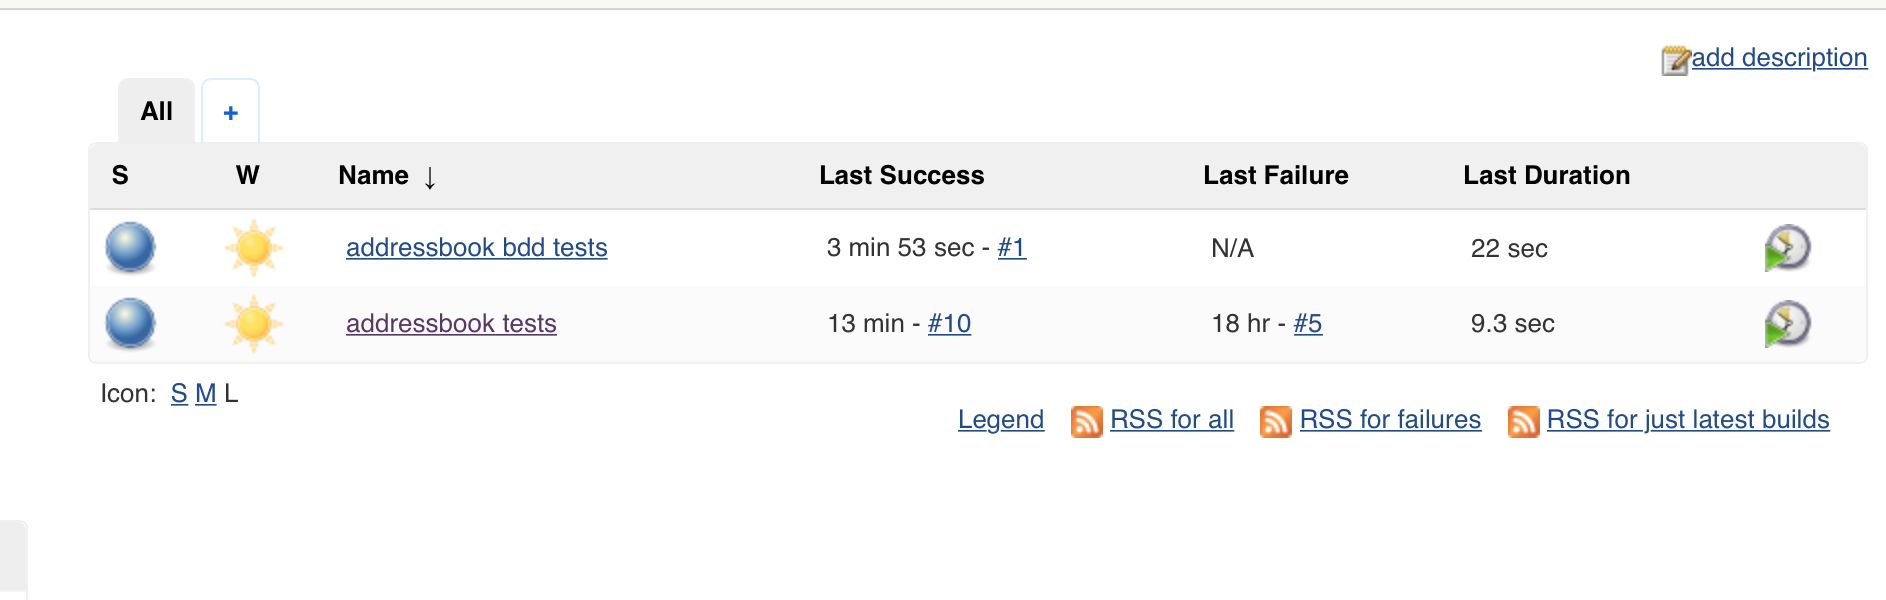 add description
All +
S W Name ↓ Last Success Last Failure Last Duration
addressbook bdd tests 3 min 53 sec - #1 N/A 22 sec
addressbook tests 13 min - #10 18 hr - #5 9.3 sec
Icon: S M L
Legend RSS for all RSS for failures RSS for just latest builds